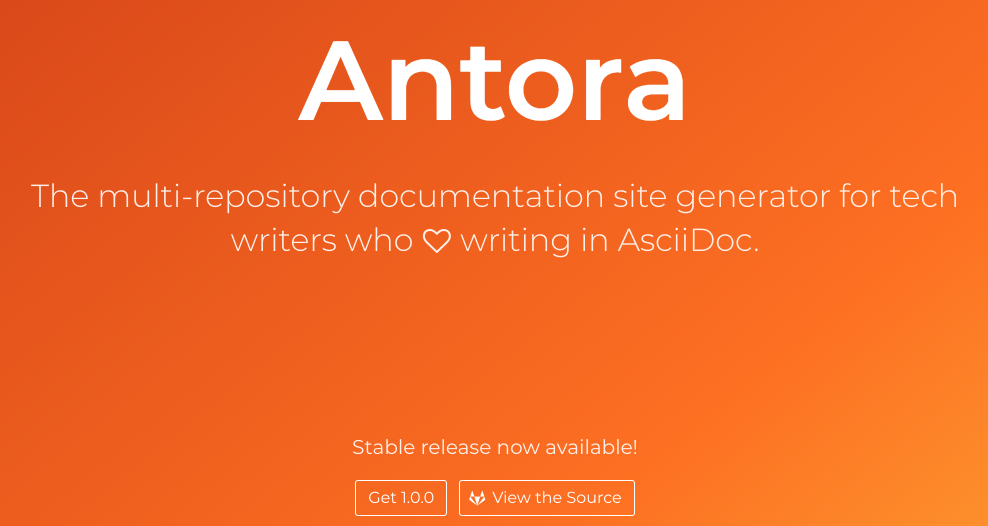 Antora
The multi-repository documentation site generator for tech
writers who ♡ writing in AsciiDoc.
Stable release now available!
Get 1.0.0
View the Source